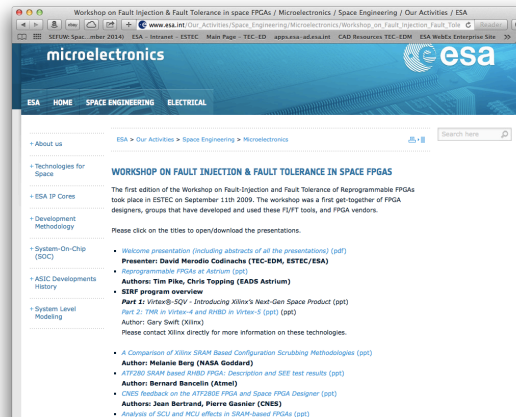 Workshop on Fault Injection & Fault Tolerance in space FPGAs / Microelectronics / Space Engineering / Our Activities / ESA
www.esa.int/Our_Activities/Space_Engineering/Microelectronics/Workshop_on_Fault_Injection_Fault_Tole
Reader
SEFUW: Spac...mber 2014)
ESA - Intranet - ESTEC
Main Page - TEC-ED
apps.esa-ad.esa.int
CAD Resources TEC-EDM
ESA WebEx Enterprise Site
microelectronics
esa
ESA
HOME
SPACE ENGINEERING
ELECTRICAL
ESA > Our Activities > Space Engineering > Microelectronics
Search here
+ About us
+ Technologies for
Space
+ ESA IP Cores
+ Development
Methodology
+ System-On-Chip
(SOC)
+ ASIC Developments
History
+ System Level
Modeling
WORKSHOP ON FAULT INJECTION & FAULT TOLERANCE IN SPACE FPGAS
The first edition of the Workshop on Fault-Injection and Fault Tolerance of Reprogrammable FPGAs
took place in ESTEC on September 11th 2009. The workshop was a first get-together of FPGA
designers, groups that have developed and used these FI/FT tools, and FPGA vendors.
Please click on the titles to open/download the presentations.
Welcome presentation (including abstracts of all the presentations) (pdf)
Presenter: David Merodio Codinachs (TEC-EDM, ESTEC/ESA)
Reprogrammable FPGAs at Astrium (ppt)
Authors: Tim Pike, Chris Topping (EADS Astrium)
SIRF program overview
Part 1: Virtex®-5QV - Introducing Xilinx's Next-Gen Space Product (ppt)
Part 2: TMR in Virtex-4 and RHBD in Virtex-5 (ppt) (ppt)
Author: Gary Swift (Xilinx)
Please contact Xilinx directly for more information on these technologies.
A Comparison of Xilinx SRAM Based Configuration Scrubbing Methodologies (ppt)
Author: Melanie Berg (NASA Goddard)
ATF280 SRAM based RHBD FPGA: Description and SEE test results (ppt)
Author: Bernard Bancelin (Atmel)
CNES feedback on the ATF280E FPGA and Space FPGA Designer (ppt)
Authors: Jean Bertrand, Pierre Gasnier (CNES)
Analysis of SCU and MCU effects in SRAM-based FPGAs (ppt)